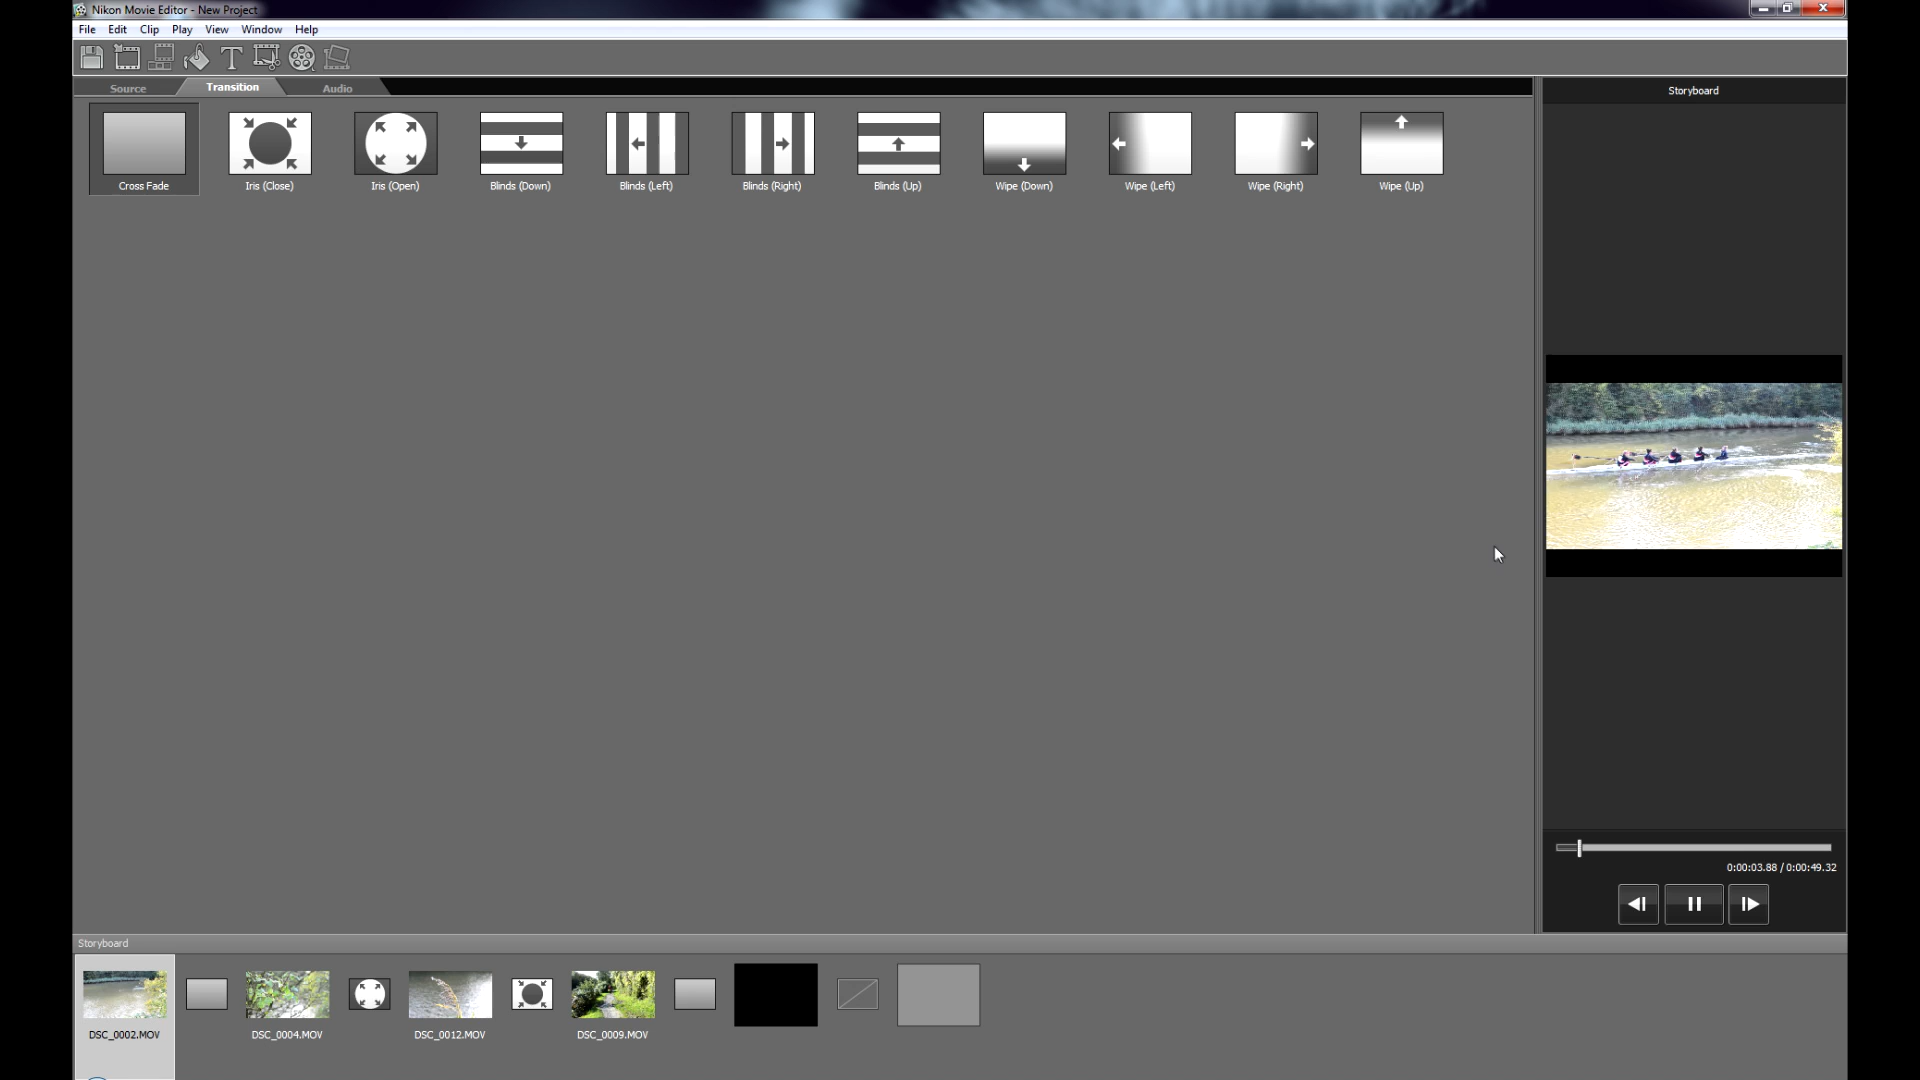 Nikon Movie Editor - New Project
File Edit Clip Play View Window Help
Source Transition Audio
Storyboard
Cross Fade Iris (Close) Iris (Open) Blinds (Down) Blinds (Left) Blinds (Right) Blinds (Up) Wipe (Down) Wipe (Left) Wipe (Right) Wipe (Up)
0:00:03.88 / 0:00:49.32
Storyboard
DSC_0002.MOV DSC_0004.MOV DSC_0012.MOV DSC_0009.MOV